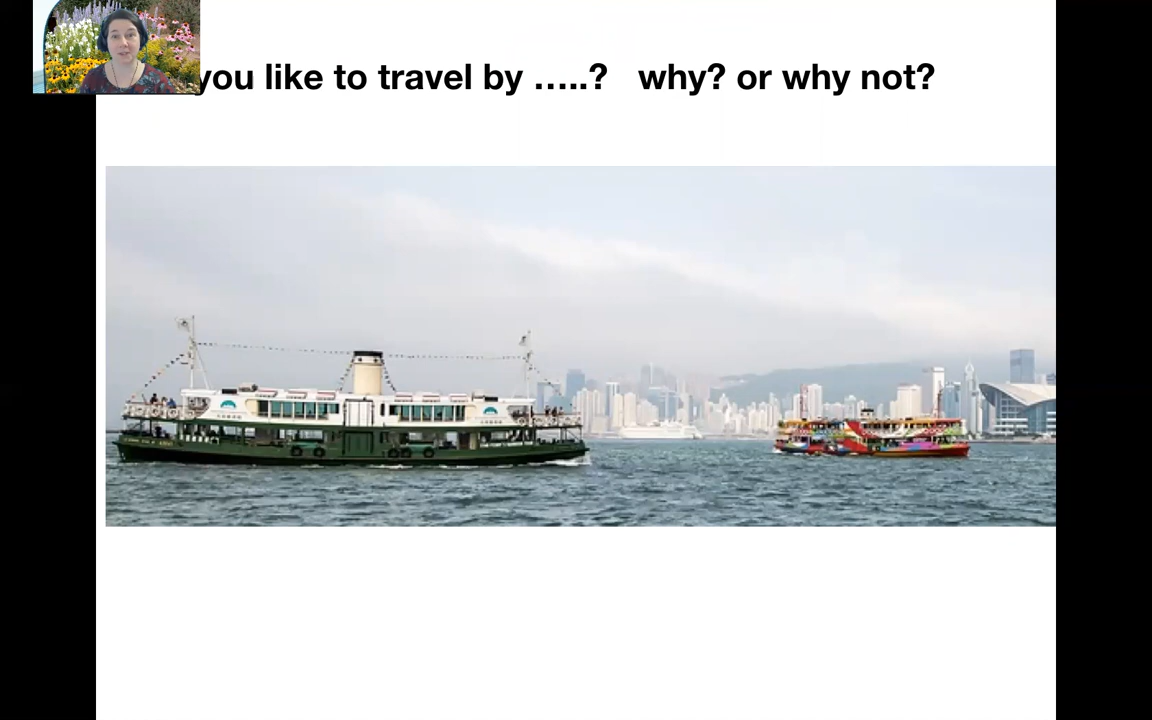 you like to travel by …..?   why? or why not?